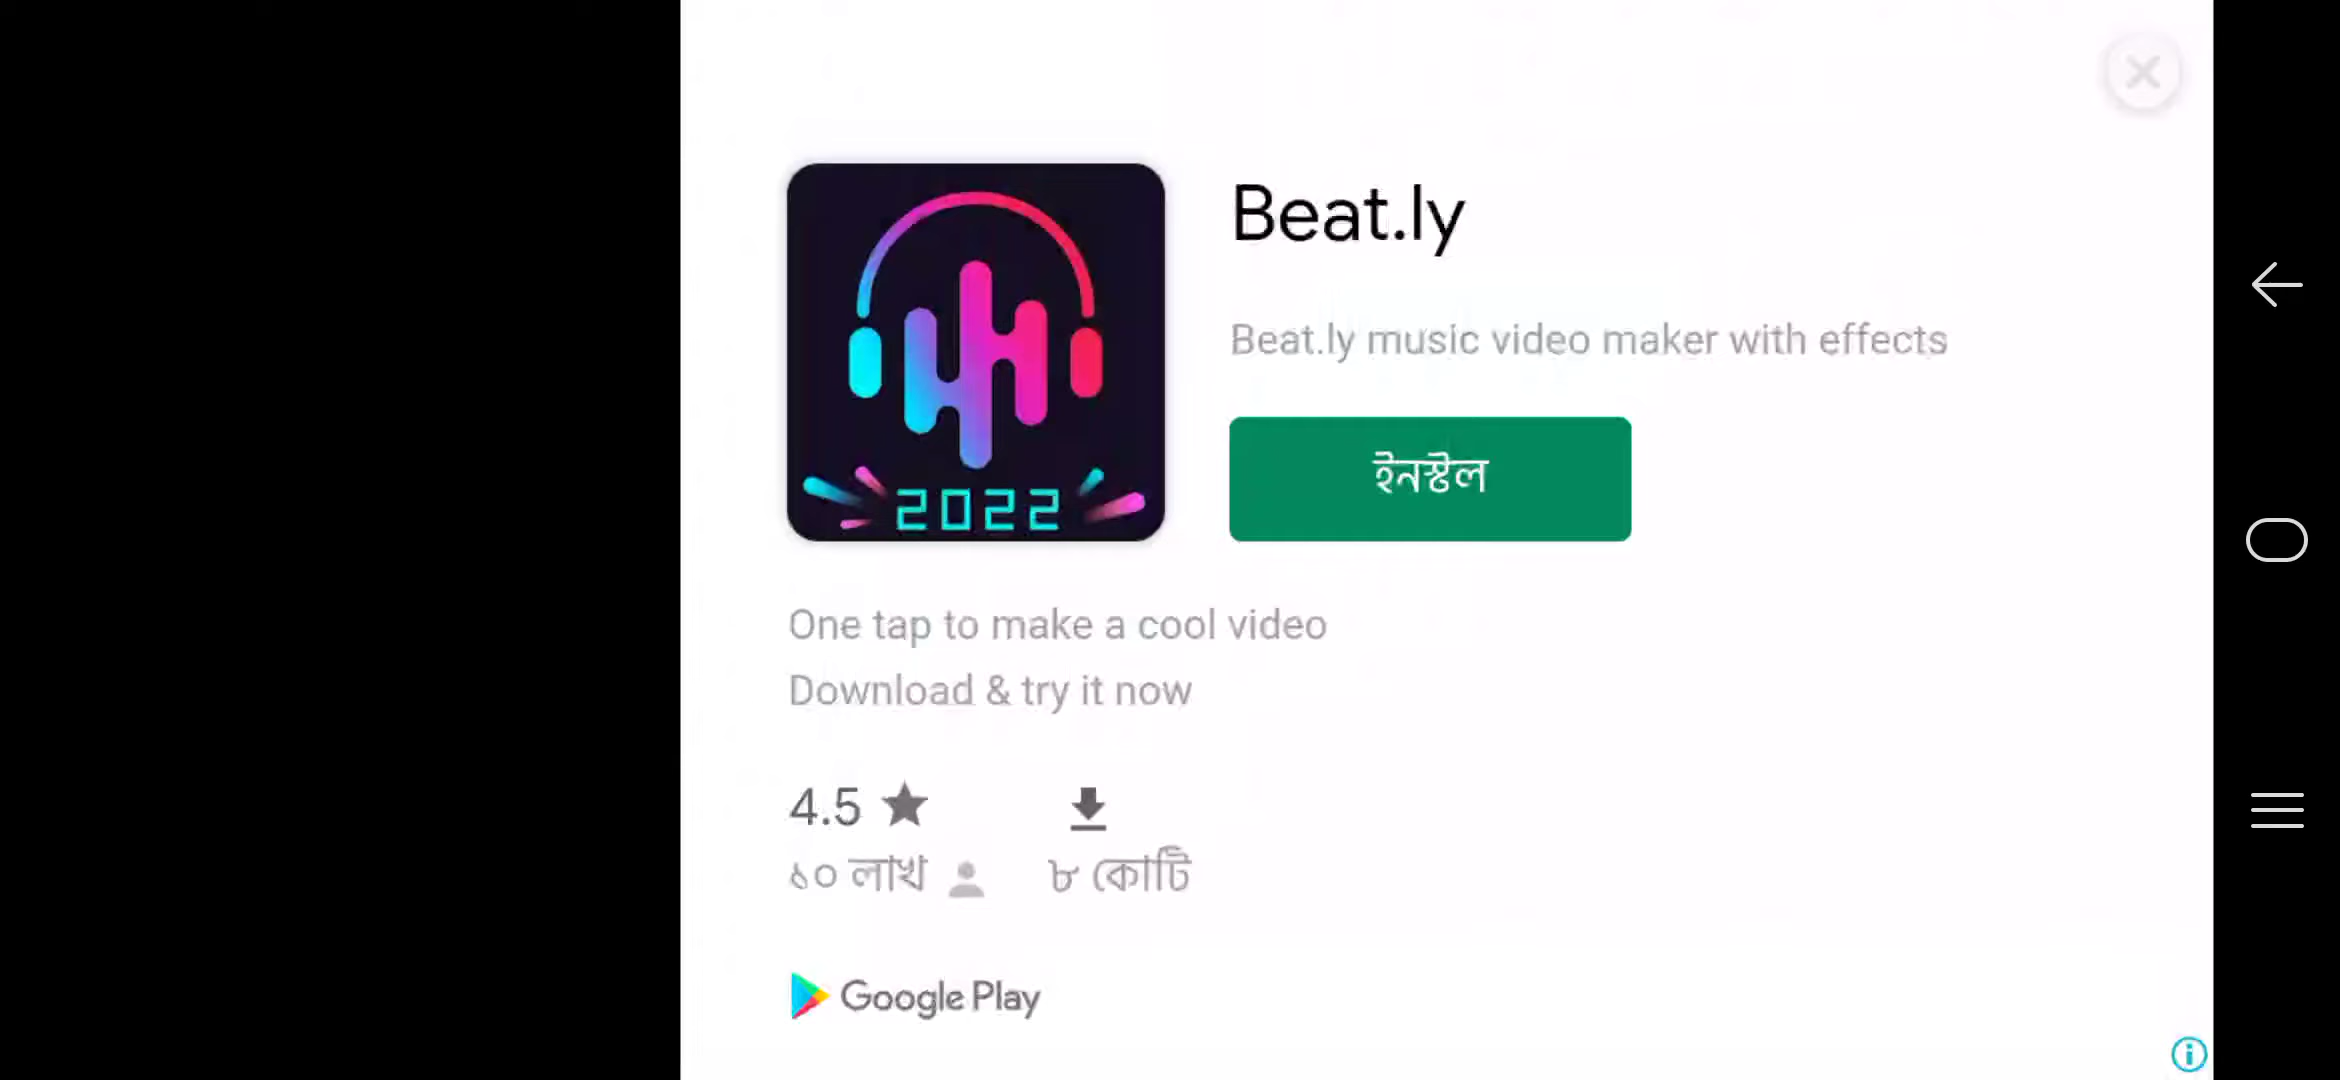 Beat.ly
Beat.ly music video maker with effects
ইনস্টল
2022
One tap to make a cool video
Download & try it now
4.5
১০ লাখ
৮ কোটি
Google Play